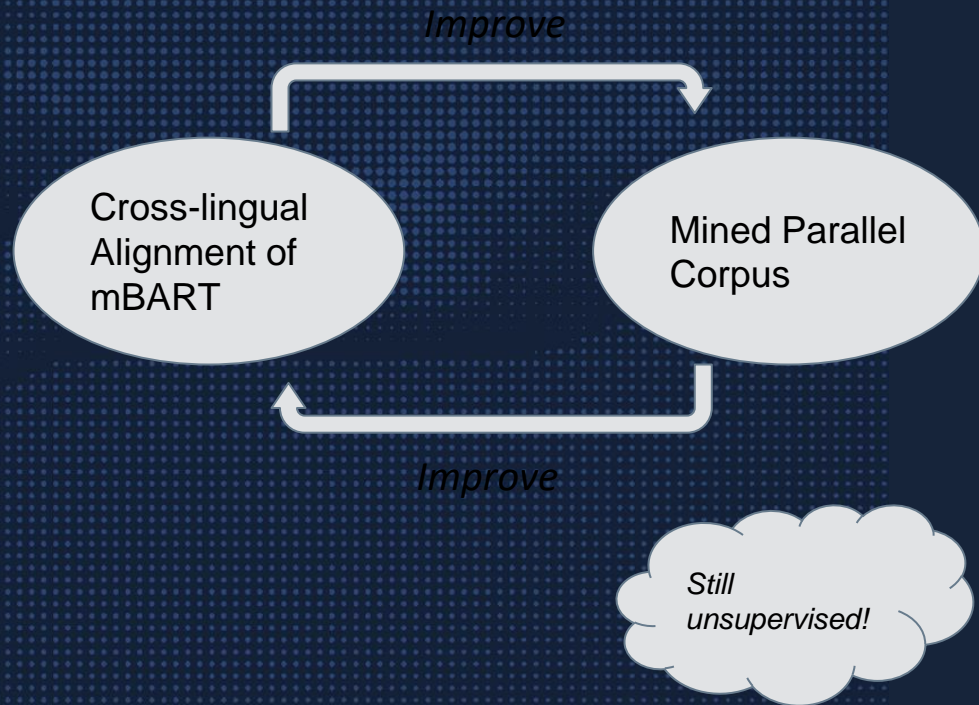 Improve
Cross-lingual
Alignment of
mBART
Mined Parallel
Corpus
Improve
Still
unsupervised!